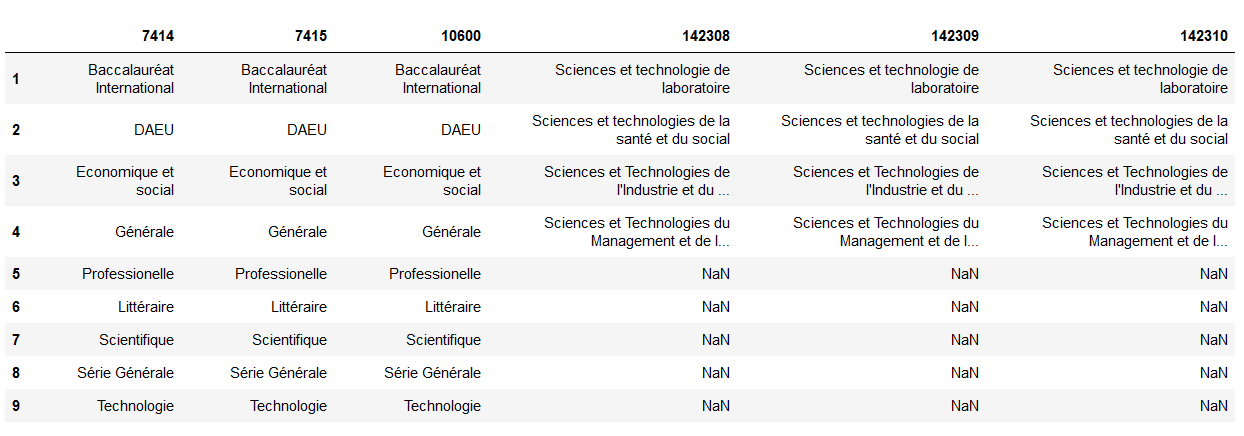 7414 7415 10600 142308 142309 142310
1 Baccalauréat International Baccalauréat International Baccalauréat International Sciences et technologie de laboratoire Sciences et technologie de laboratoire Sciences et technologie de laboratoire
2 DAEU DAEU DAEU Sciences et technologies de la santé et du social Sciences et technologies de la santé et du social Sciences et technologies de la santé et du social
3 Economique et social Economique et social Economique et social Sciences et Technologies de l'Industrie et du ... Sciences et Technologies de l'Industrie et du ... Sciences et Technologies de l'Industrie et du ...
4 Générale Générale Générale Sciences et Technologies du Management et de l... Sciences et Technologies du Management et de l... Sciences et Technologies du Management et de l...
5 Professionelle Professionelle Professionelle NaN NaN NaN
6 Littéraire Littéraire Littéraire NaN NaN NaN
7 Scientifique Scientifique Scientifique NaN NaN NaN
8 Série Générale Série Générale Série Générale NaN NaN NaN
9 Technologie Technologie Technologie NaN NaN NaN